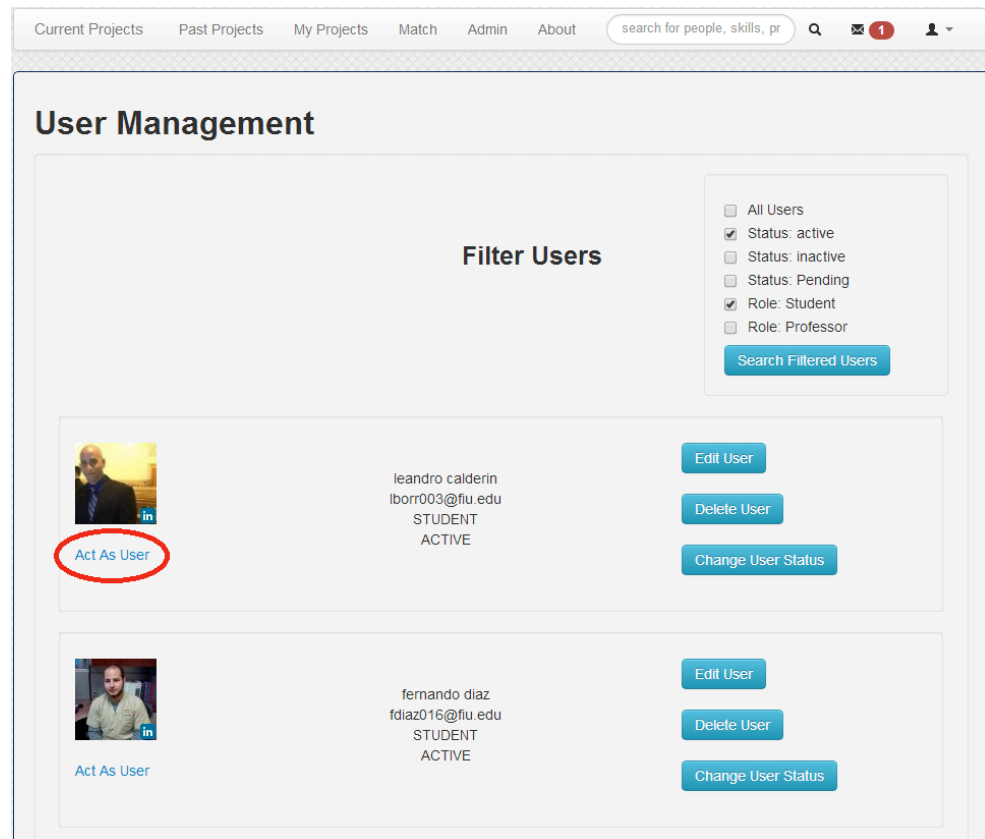 Current Projects Past Projects My Projects Match Admin About search for people, skills, pr 1
User Management
Filter Users
All Users
Status: active
Status: inactive
Status: Pending
Role: Student
Role: Professor
Search Filtered Users
in
Act As User
leandro calderin
lborr003@fiu.edu
STUDENT
ACTIVE
Edit User
Delete User
Change User Status
in
Act As User
fernando diaz
fdiaz016@fiu.edu
STUDENT
ACTIVE
Edit User
Delete User
Change User Status